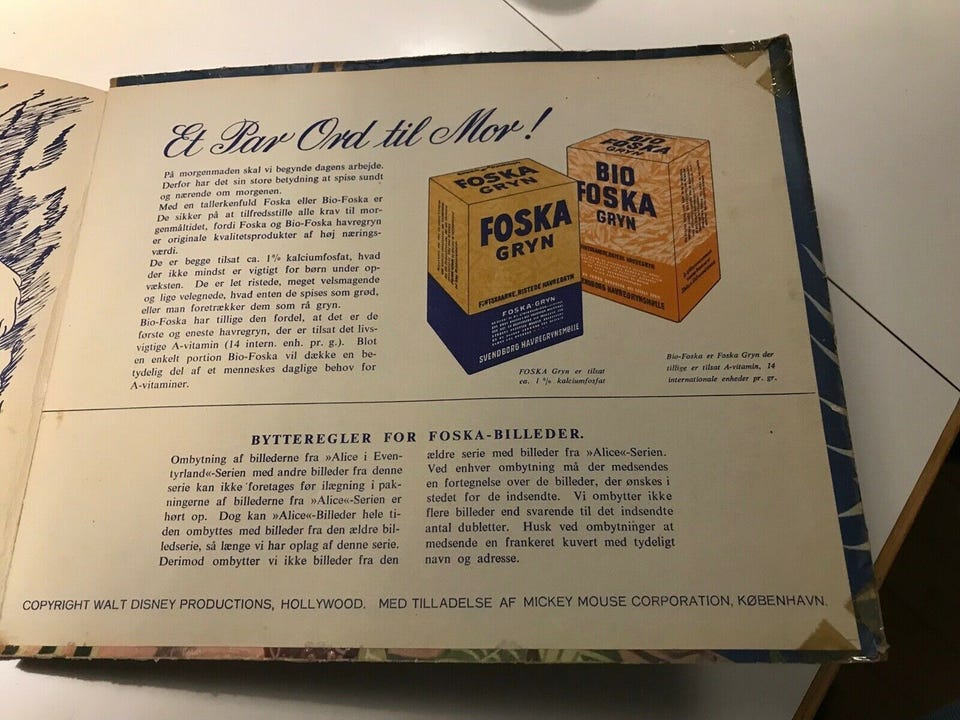 Et Par Ord til Mor!
På morgenmaden skal vi begynde dagens arbejde.
Derfor har det sin store betydning at spise sundt
og nærende om morgenen.
Med en tallerkenfuld Foska eller Bio-Foska er
De sikker på at tilfredsstille alle krav til mor-
genmåltidet, fordi Foska og Bio-Foska havregryn
er originale kvalitetsprodukter af høj nærings-
værdi.
De er begge tilsat ca. 1% kalciumfosfat, hvad
der ikke mindst er vigtigt for børn under op-
væksten. De er let ristede, meget velsmagende
og lige velegnede, hvad enten de spises som grød,
eller man foretrækker dem som rå gryn.
Bio-Foska har tillige den fordel, at det er de
første og eneste havregryn, der er tilsat det livs-
vigtige A-vitamin (14 intern. enh. pr. g.). Blot
en enkelt portion Bio-Foska vil dække en be-
tydelig del af et menneskes daglige behov for
A-vitaminer.
FOSKA
GRYN
FOSKA
GRYN
FINTSKAARNE, RISTEDE HAVREGRYN
FOSKA-GRYN
SVENDBORG HAVREGRYNSMØLLE
BIO
FOSKA
GRYN
BIO
FOSKA
GRYN
HAVREGRYN
SVENDBORG HAVREGRYNSMØLLE
FOSKA Gryn er tilsat
ca. 1% kalciumfosfat
Bio-Foska er Foska Gryn der
tillige er tilsat A-vitamin, 14
internationale enheder pr. gr.
BYTTEREGLER FOR FOSKA-BILLEDER.
Ombytning af billederne fra »Alice i Even-
tyrland«-Serien med andre billeder fra denne
serie kan ikke foretages før ilægning i pak-
ningerne af billederne fra »Alice«-Serien er
hørt op. Dog kan »Alice«-Billeder hele ti-
den ombyttes med billeder fra den ældre bil-
ledserie, så længe vi har oplag af denne serie.
Derimod ombytter vi ikke billeder fra den
ældre serie med billeder fra »Alice«-Serien.
Ved enhver ombytning må der medsendes
en fortegnelse over de billeder, der ønskes i
stedet for de indsendte. Vi ombytter ikke
flere billeder end svarende til det indsendte
antal dubletter. Husk ved ombytninger at
medsende en frankeret kuvert med tydeligt
navn og adresse.
COPYRIGHT WALT DISNEY PRODUCTIONS, HOLLYWOOD. MED TILLADELSE AF MICKEY MOUSE CORPORATION, KØBENHAVN.